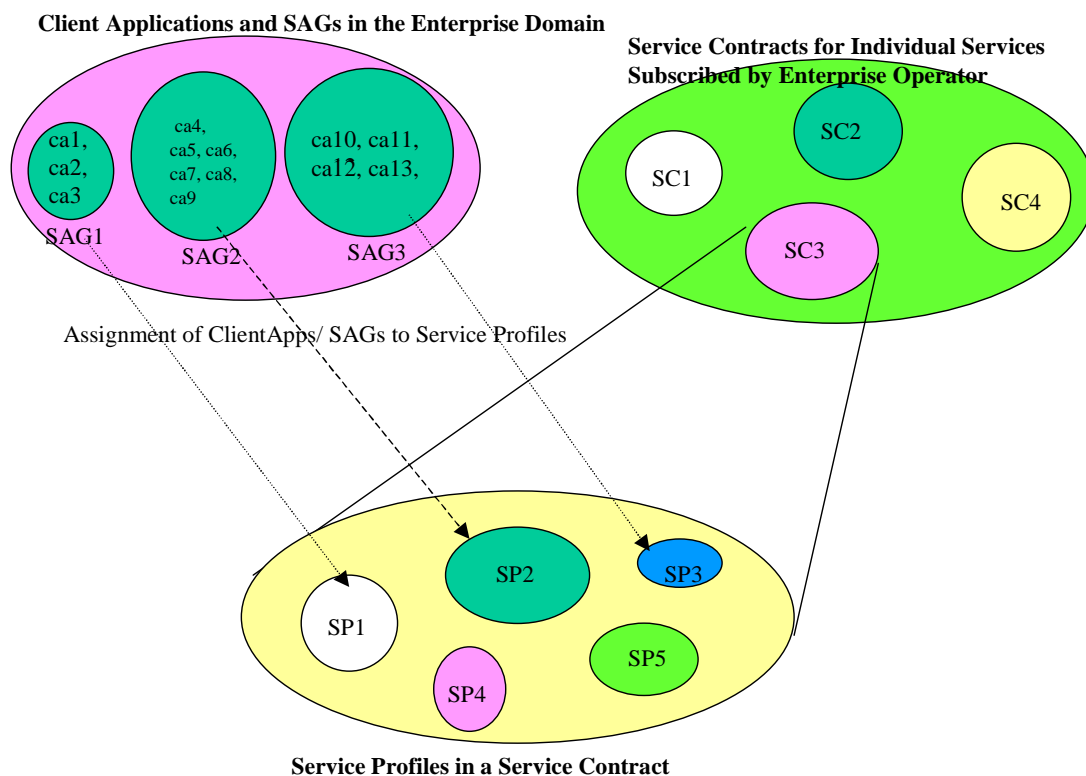 Client Applications and SAGs in the Enterprise Domain
Service Contracts for Individual Services
Subscribed by Enterprise Operator
ca1,
ca2,
ca3
SAG1
ca4,
ca5, ca6,
ca7, ca8,
ca9
SAG2
ca10, ca11,
ca12, ca13,
SAG3
SC1
SC2
SC3
SC4
Assignment of ClientApps/ SAGs to Service Profiles
SP1
SP2
SP3
SP4
SP5
Service Profiles in a Service Contract